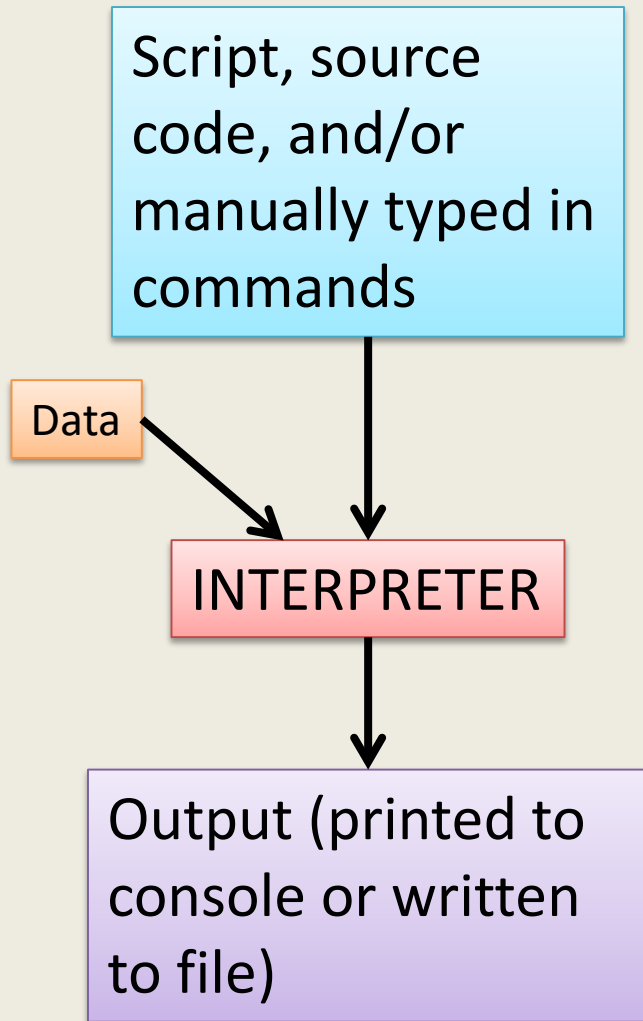 Script, source
code, and/or
manually typed in
commands
Data
INTERPRETER
Output (printed to
console or written
to file)